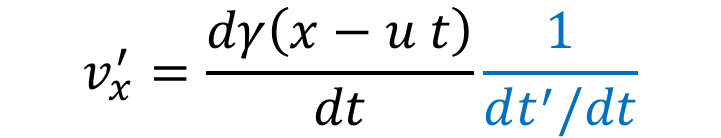 v′ₓ = dγ(x − u t)/dt 1/(dt′/dt)